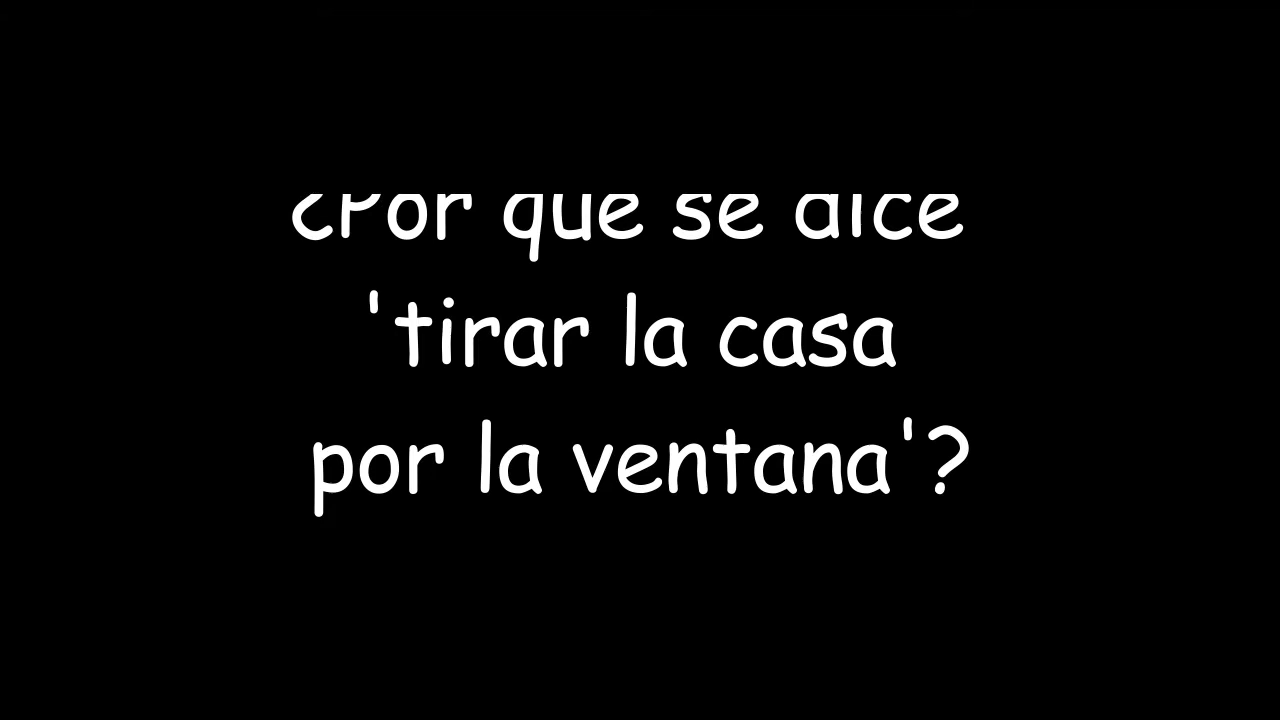 ¿Por que se dice
'tirar la casa
por la ventana'?